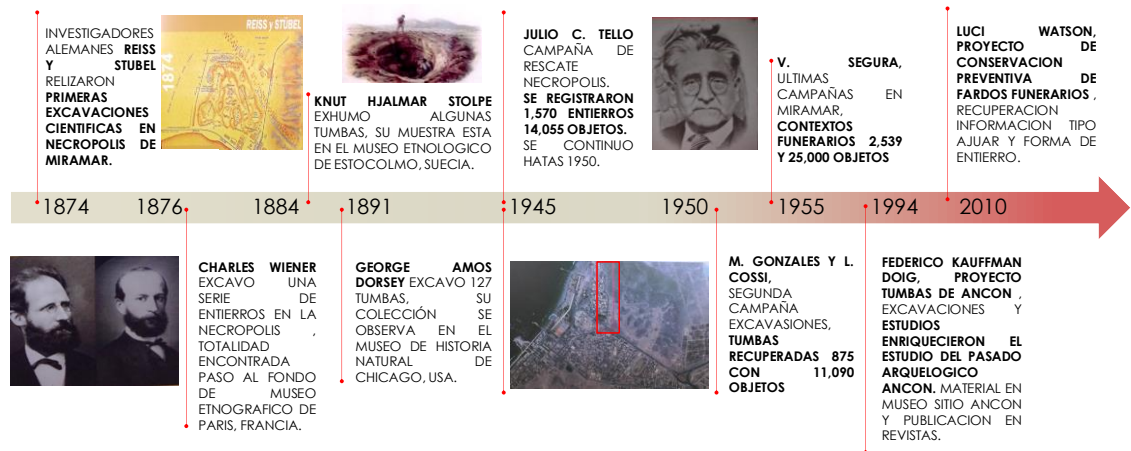 INVESTIGADORES
ALEMANES REISS
Y STUBEL
RELIZARON
PRIMERAS
EXCAVACIONES
CIENTIFICAS EN
NECROPOLIS DE
MIRAMAR.
REISS y STÜBEL
1874
KNUT HJALMAR STOLPE
EXHUMO ALGUNAS
TUMBAS, SU MUESTRA ESTA
EN EL MUSEO ETNOLOGICO
DE ESTOCOLMO, SUECIA.
JULIO C. TELLO
CAMPAÑA DE
RESCATE
NECROPOLIS.
SE REGISTRARON
1,570 ENTIERROS
14,055 OBJETOS.
SE CONTINUO
HATAS 1950.
V. SEGURA,
ULTIMAS
CAMPAÑAS EN
MIRAMAR,
CONTEXTOS
FUNERARIOS 2,539
Y 25,000 OBJETOS
LUCI WATSON,
PROYECTO DE
CONSERVACION
PREVENTIVA DE
FARDOS FUNERARIOS ,
RECUPERACION
INFORMACION TIPO
AJUAR Y FORMA DE
ENTIERRO.
1874 1876 1884 1891 1945 1950 1955 1994 2010
CHARLES WIENER
EXCAVO UNA
SERIE DE
ENTIERROS EN LA
NECROPOLIS ,
TOTALIDAD
ENCONTRADA
PASO AL FONDO
DE MUSEO
ETNOGRAFICO DE
PARIS, FRANCIA.
GEORGE AMOS
DORSEY EXCAVO 127
TUMBAS, SU
COLECCIÓN SE
OBSERVA EN EL
MUSEO DE HISTORIA
NATURAL DE
CHICAGO, USA.
M. GONZALES Y L.
COSSI,
SEGUNDA
CAMPAÑA
EXCAVASIONES,
TUMBAS
RECUPERADAS 875
CON 11,090
OBJETOS
FEDERICO KAUFFMAN
DOIG, PROYECTO
TUMBAS DE ANCON ,
EXCAVACIONES Y
ESTUDIOS
ENRIQUECIERON EL
ESTUDIO DEL PASADO
ARQUELOGICO
ANCON. MATERIAL EN
MUSEO SITIO ANCON
Y PUBLICACION EN
REVISTAS.